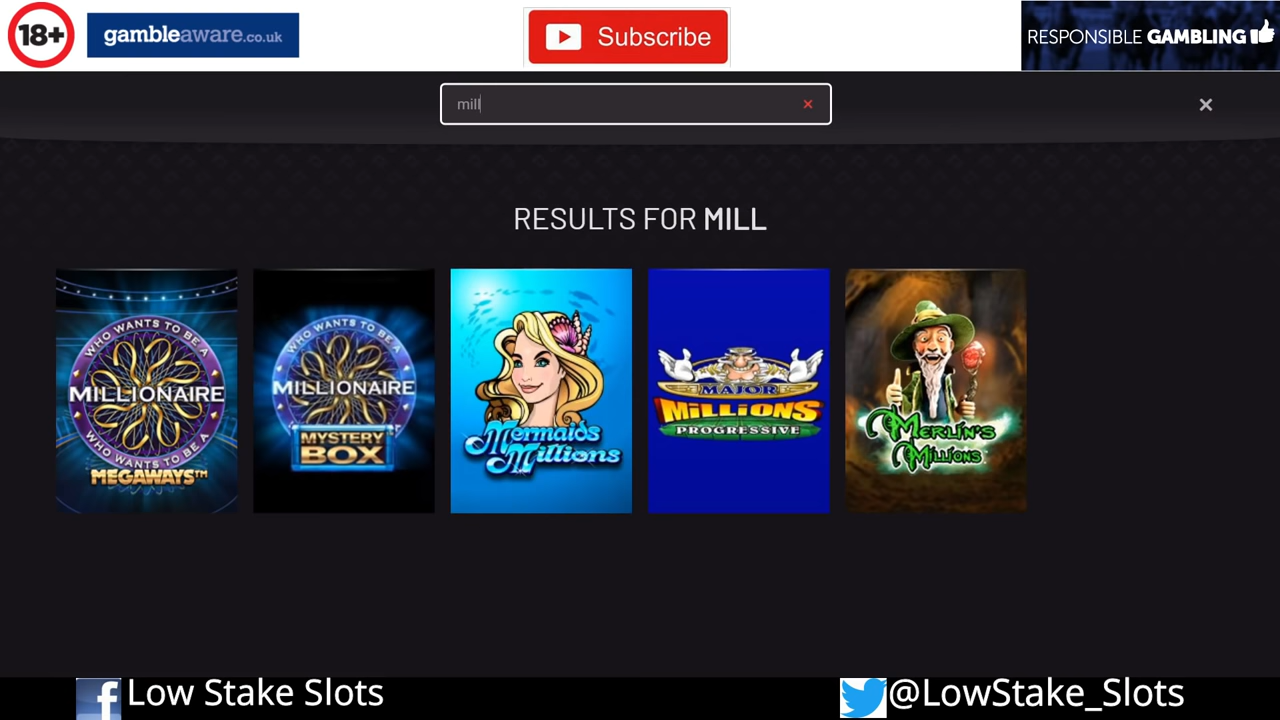 18+
gambleaware.co.uk
Subscribe
RESPONSIBLE GAMBLING
mill
RESULTS FOR MILL
WHO WANTS TO BE A
MILLIONAIRE
WHO WANTS TO BE A
MEGAWAYS™
WHO WANTS TO BE A
MILLIONAIRE
MYSTERY
BOX
Mermaids
Millions
MAJOR
MILLIONS
PROGRESSIVE
MERLIN'S
MILLIONS
f Low Stake Slots
@LowStake_Slots